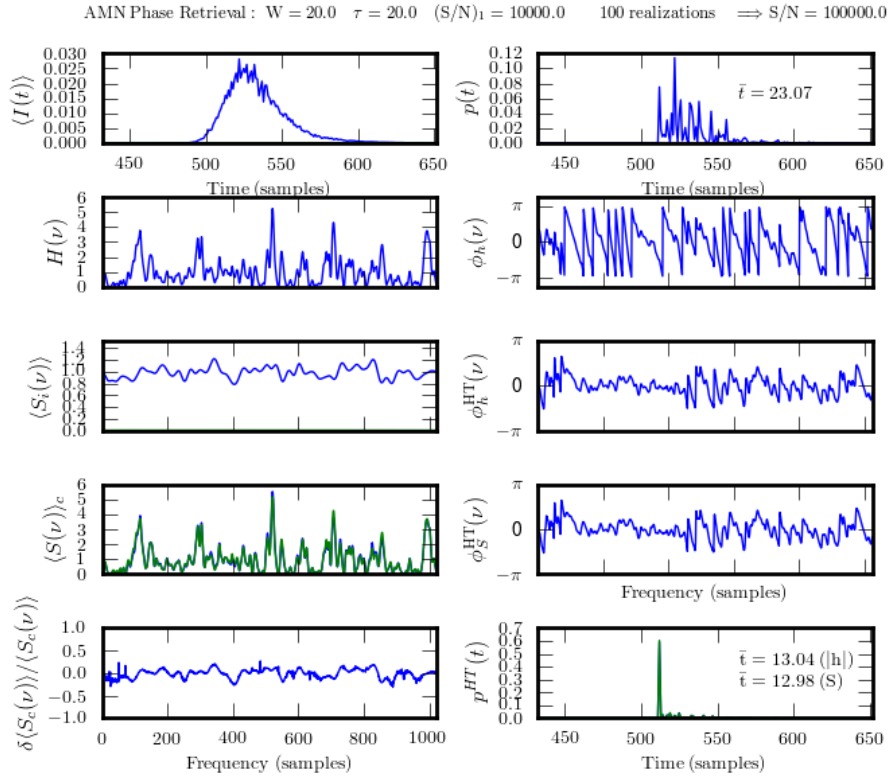 AMN Phase Retrieval : W = 20.0 τ = 20.0 (S/N)₁ = 10000.0 100 realizations ⟹ S/N = 100000.0
⟨I(t)⟩
0.030
0.025
0.020
0.015
0.010
0.005
0.000
450 500 550 600 650
Time (samples)
p(t)
0.12
0.10
0.08
0.06
0.04
0.02
0.00
t̄ = 23.07
450 500 550 600 650
Time (samples)
H(ν)
6
5
4
3
2
1
0
ϕₕ(ν)
π
0
−π
⟨Sᵢ(ν)⟩
1.4
1.2
1.0
0.8
0.6
0.4
0.2
0.0
ϕₕᴴᵀ(ν)
π
0
−π
⟨S(ν)⟩_c
6
5
4
3
2
1
0
ϕ_Sᴴᵀ(ν)
π
0
−π
Frequency (samples)
δ⟨S_c(ν)⟩/⟨S_c(ν)⟩
1.0
0.5
0.0
−0.5
−1.0
0 200 400 600 800 1000
Frequency (samples)
pᴴᵀ(t)
0.7
0.6
0.5
0.4
0.3
0.2
0.1
0.0
t̄ = 13.04 (|h|)
t̄ = 12.98 (S)
450 500 550 600 650
Time (samples)